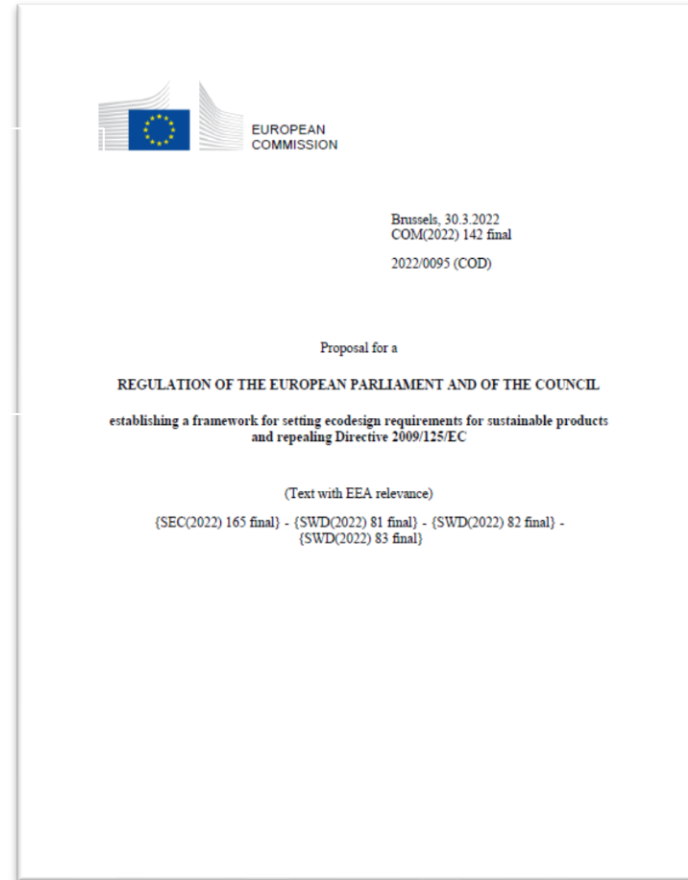 EUROPEAN
COMMISSION
Brussels, 30.3.2022
COM(2022) 142 final
2022/0095 (COD)
Proposal for a
REGULATION OF THE EUROPEAN PARLIAMENT AND OF THE COUNCIL
establishing a framework for setting ecodesign requirements for sustainable products
and repealing Directive 2009/125/EC
(Text with EEA relevance)
{SEC(2022) 165 final} - {SWD(2022) 81 final} - {SWD(2022) 82 final} -
{SWD(2022) 83 final}